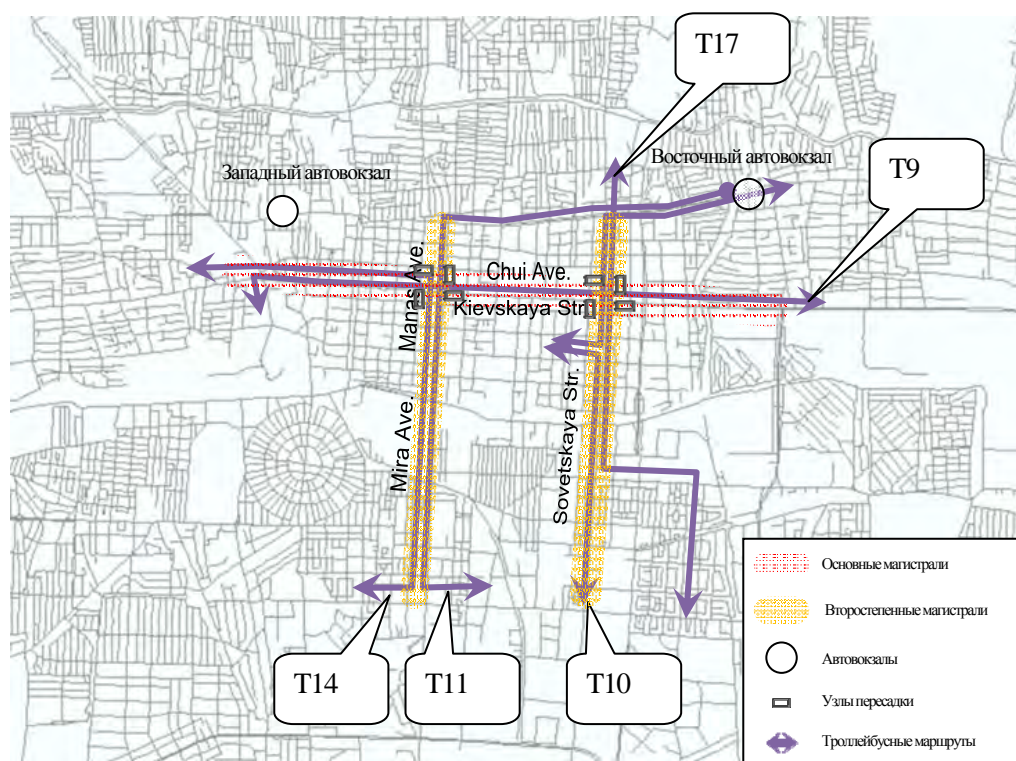 T17
Восточный автовокзал
Западный автовокзал
T9
Manas Ave.
Chui Ave.
Kievskaya Str.
Mira Ave.
Sovetskaya Str.
T14
T11
T10
Основные магистрали
Второстепенные магистрали
Автовокзалы
Узлы пересадки
Троллейбусные маршруты